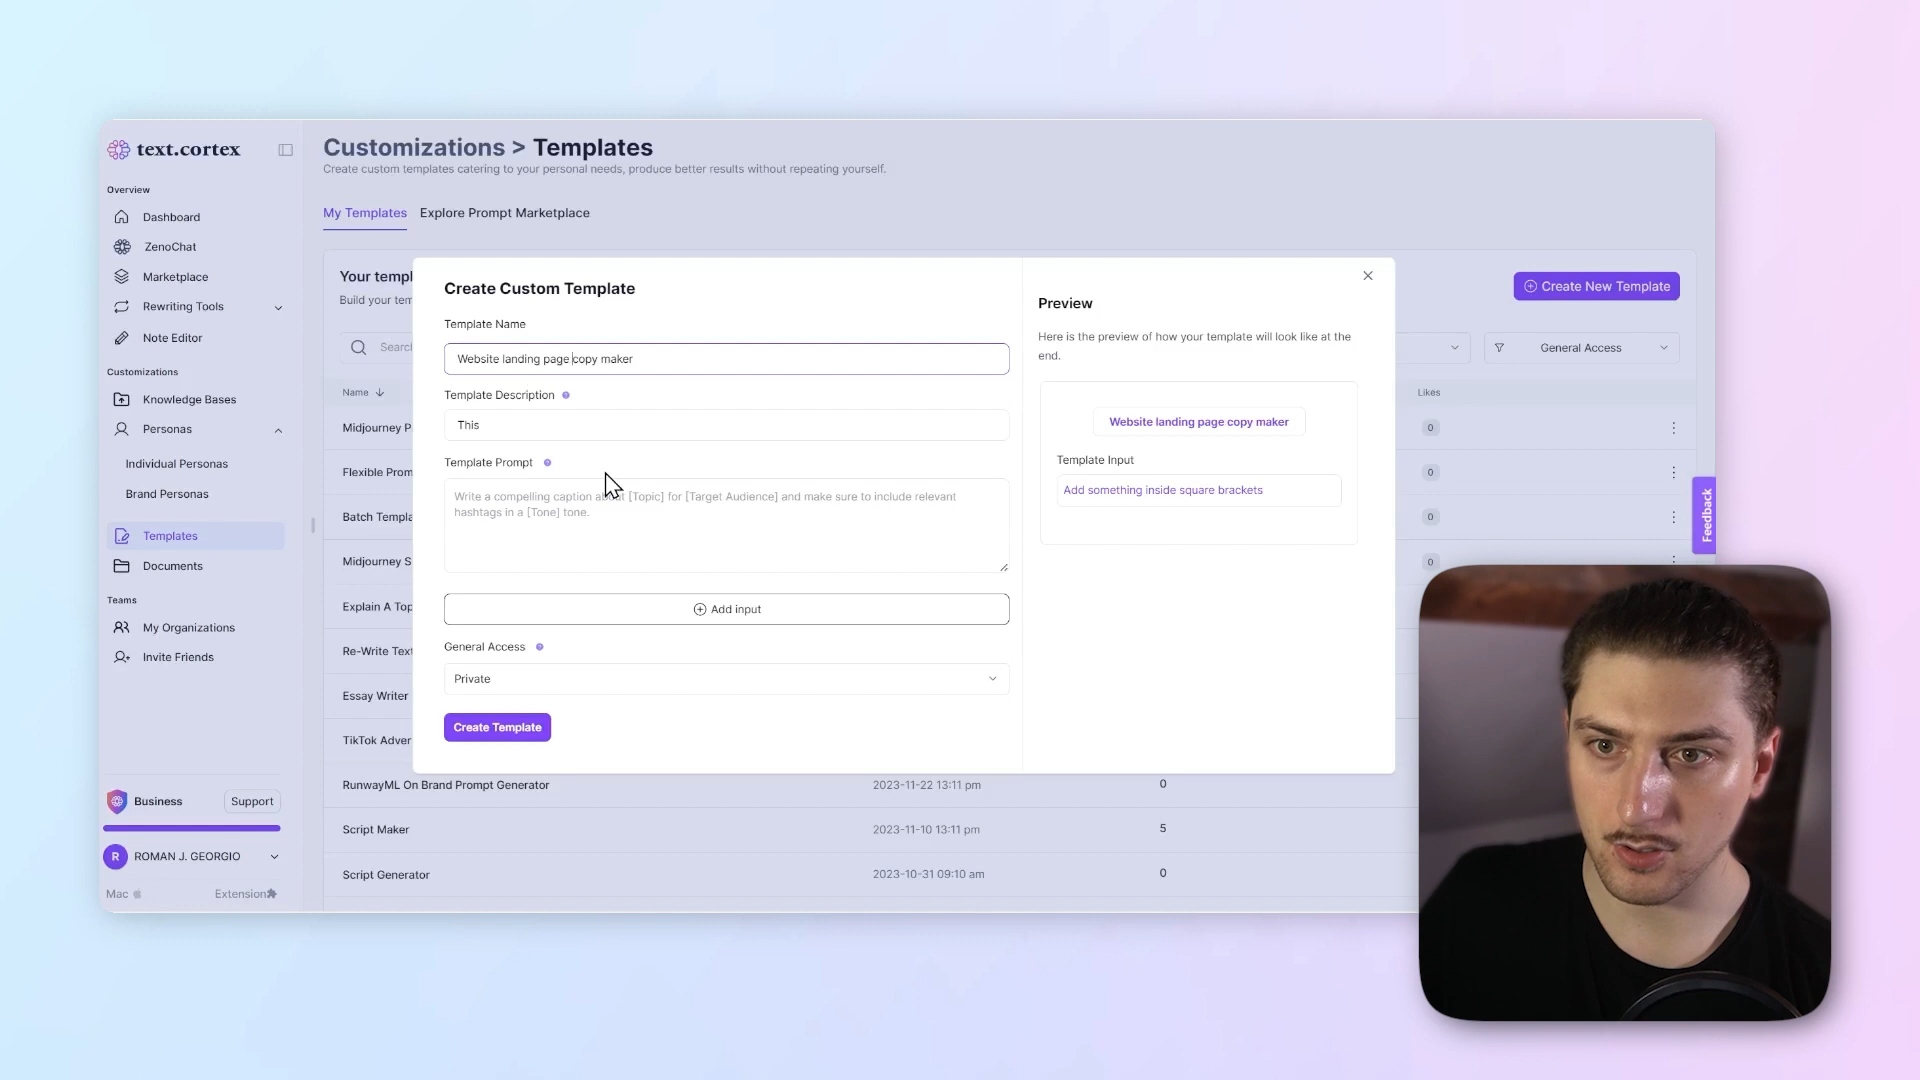 text.cortex
Overview
Dashboard
ZenoChat
Marketplace
Rewriting Tools
Note Editor
Customizations
Knowledge Bases
Personas
Individual Personas
Brand Personas
Templates
Documents
Teams
My Organizations
Invite Friends
Business
Support
R
ROMAN J. GEORGIO
Mac
Extension
Customizations > Templates
Create custom templates catering to your personal needs, produce better results without repeating yourself.
My Templates
Explore Prompt Marketplace
Your templ
Build your tem
Create New Template
Search
General Access
Name
Likes
Midjourney P
0
Flexible Prom
0
Batch Templa
0
Midjourney S
0
Explain A Top
Re-Write Text
Essay Writer
TikTok Adver
RunwayML On Brand Prompt Generator
2023-11-22 13:11 pm
0
Script Maker
2023-11-10 13:11 pm
5
Script Generator
2023-10-31 09:10 am
0
Create Custom Template
Template Name
Website landing page copy maker
Template Description
This
Template Prompt
Write a compelling caption about [Topic] for [Target Audience] and make sure to include relevant
hashtags in a [Tone] tone.
Add input
General Access
Private
Create Template
Preview
Here is the preview of how your template will look like at the
end.
Website landing page copy maker
Template Input
Add something inside square brackets
Feedback